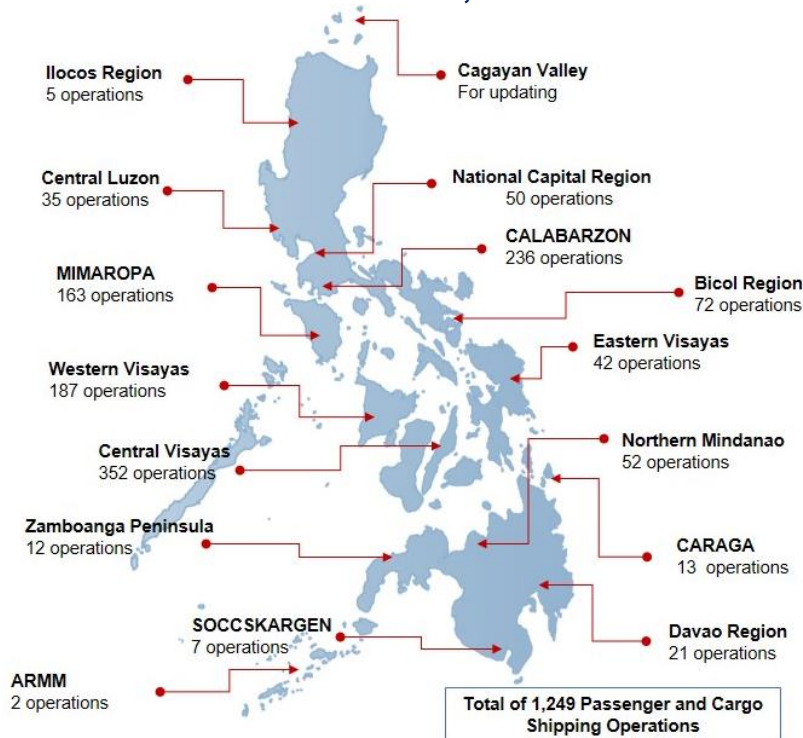 Ilocos Region
5 operations
Cagayan Valley
For updating
Central Luzon
35 operations
National Capital Region
50 operations
CALABARZON
236 operations
MIMAROPA
163 operations
Bicol Region
72 operations
Eastern Visayas
42 operations
Western Visayas
187 operations
Central Visayas
352 operations
Northern Mindanao
52 operations
Zamboanga Peninsula
12 operations
CARAGA
13 operations
SOCCSKARGEN
7 operations
Davao Region
21 operations
ARMM
2 operations
Total of 1,249 Passenger and Cargo
Shipping Operations